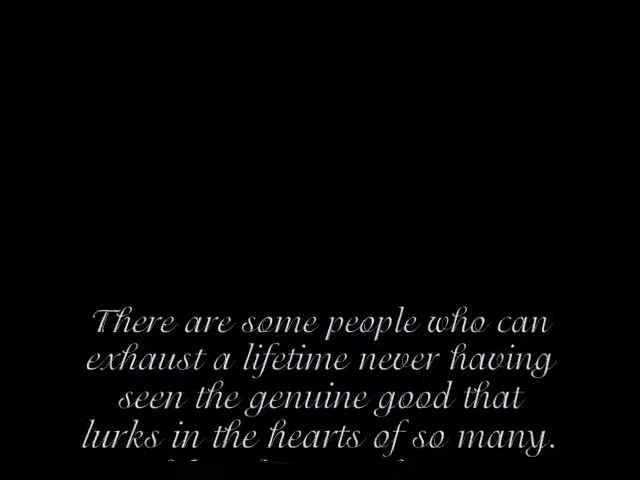 There are some people who can
exhaust a lifetime never having
seen the genuine good that
lurks in the hearts of so many.